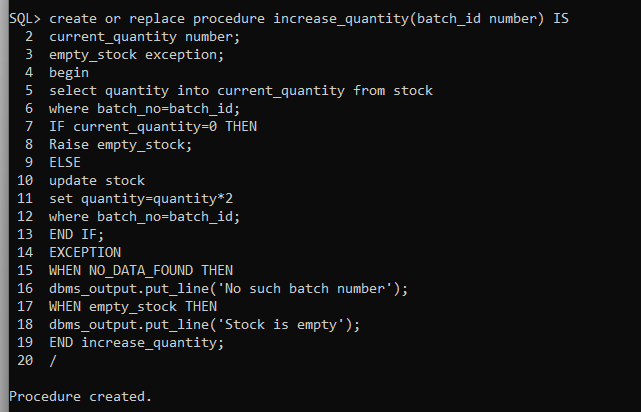 SQL> create or replace procedure increase_quantity(batch_id number) IS
  2  current_quantity number;
  3  empty_stock exception;
  4  begin
  5  select quantity into current_quantity from stock
  6  where batch_no=batch_id;
  7  IF current_quantity=0 THEN
  8  Raise empty_stock;
  9  ELSE
 10  update stock
 11  set quantity=quantity*2
 12  where batch_no=batch_id;
 13  END IF;
 14  EXCEPTION
 15  WHEN NO_DATA_FOUND THEN
 16  dbms_output.put_line('No such batch number');
 17  WHEN empty_stock THEN
 18  dbms_output.put_line('Stock is empty');
 19  END increase_quantity;
 20  /
Procedure created.